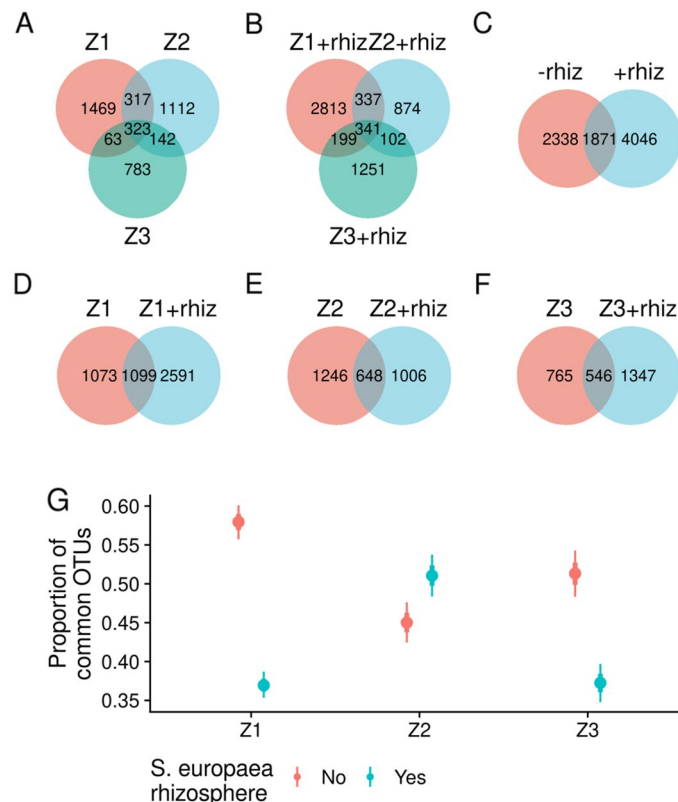 A B C
Z1 Z2 Z1+rhiz Z2+rhiz -rhiz +rhiz
1469 317 1112 2813 337 874
323 341
63 142 199 102
2338 1871 4046
783 1251
Z3 Z3+rhiz
D E F
Z1 Z1+rhiz Z2 Z2+rhiz Z3 Z3+rhiz
1073 1099 2591 1246 648 1006 765 546 1347
G
Proportion of
common OTUs
0.60
0.55
0.50
0.45
0.40
0.35
Z1 Z2 Z3
S. europaea
rhizosphere No Yes